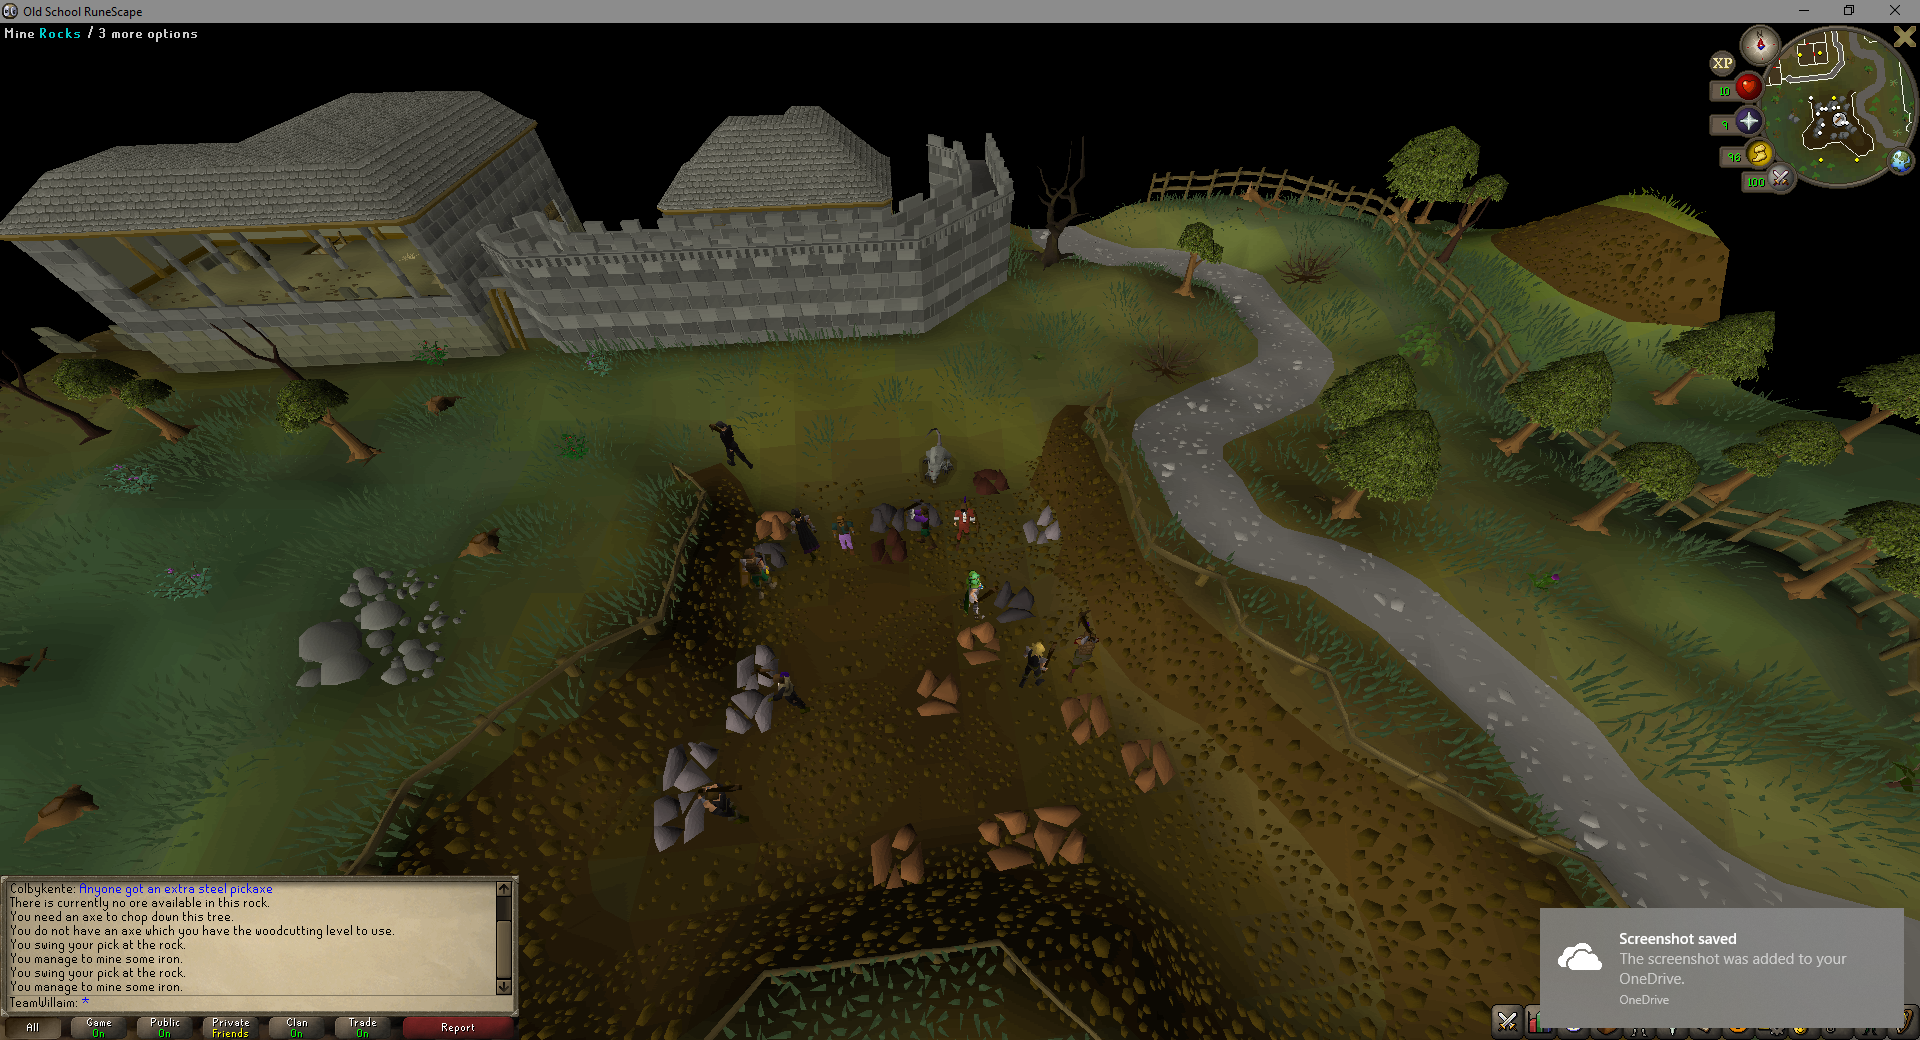 Old School RuneScape
Mine Rocks / 3 more options
N
XP
10
9
96
100
Colbykente: Anyone got an extra steel pickaxe
There is currently no ore available in this rock.
You need an axe to chop down this tree.
You do not have an axe which you have the woodcutting level to use.
You swing your pick at the rock.
You manage to mine some iron.
You swing your pick at the rock.
You manage to mine some iron.
TeamWillaim: *
All
Game
On
Public
On
Private
Friends
Clan
On
Trade
On
Report
Screenshot saved
The screenshot was added to your
OneDrive.
OneDrive